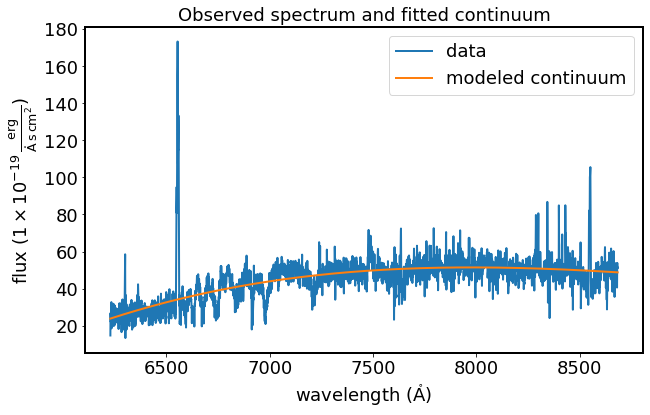 Observed spectrum and fitted continuum
data
modeled continuum
flux (1 × 10⁻¹⁹ erg / Å s cm²)
180
160
140
120
100
80
60
40
20
6500 7000 7500 8000 8500
wavelength (Å)